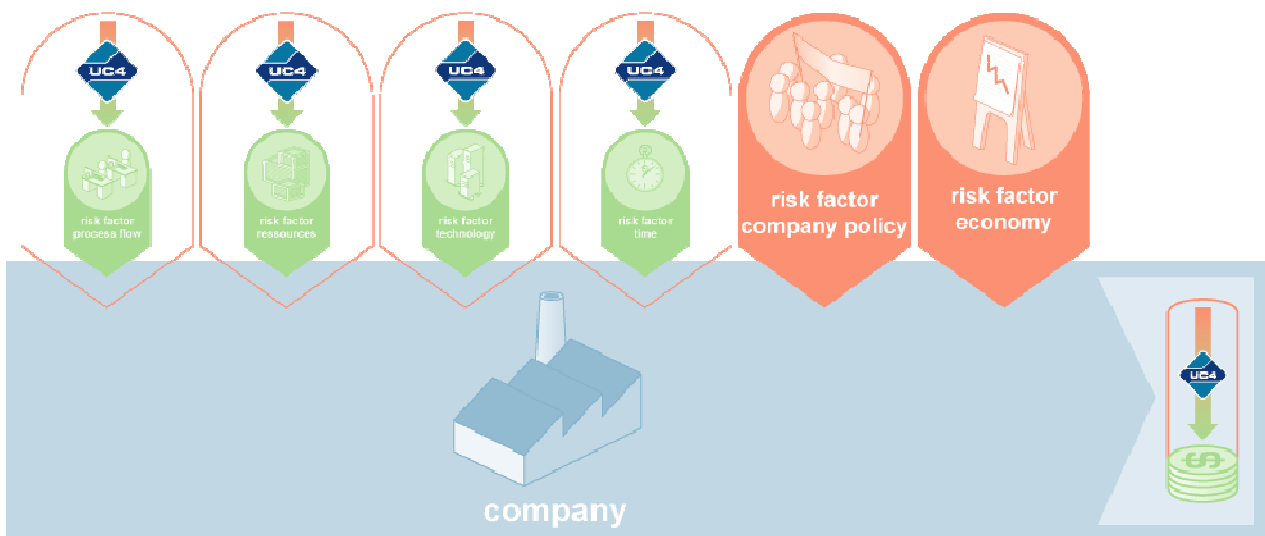 UC4
UC4
UC4
UC4
risk factor
process flow
risk factor
ressources
risk factor
technology
risk factor
time
risk factor
company policy
risk factor
economy
UC4
$
company